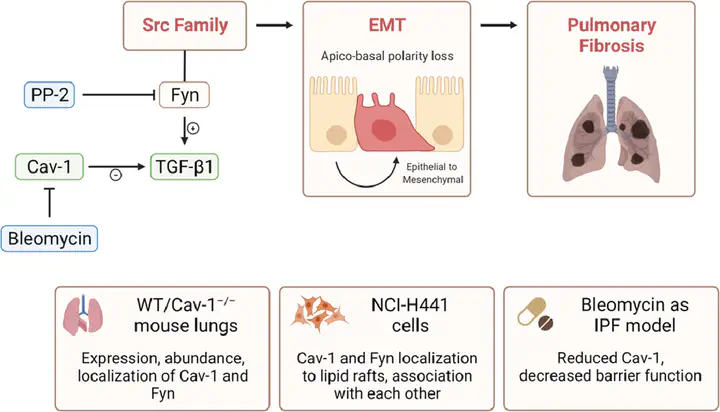 Src Family
EMT
Pulmonary
Fibrosis
Apico-basal polarity loss
PP-2
Fyn
+
Cav-1
-
TGF-β1
Epithelial to
Mesenchymal
Bleomycin
WT/Cav-1⁻/⁻
mouse lungs
Expression, abundance,
localization of Cav-1 and
Fyn
NCI-H441
cells
Cav-1 and Fyn localization
to lipid rafts, association
with each other
Bleomycin as
IPF model
Reduced Cav-1,
decreased barrier function